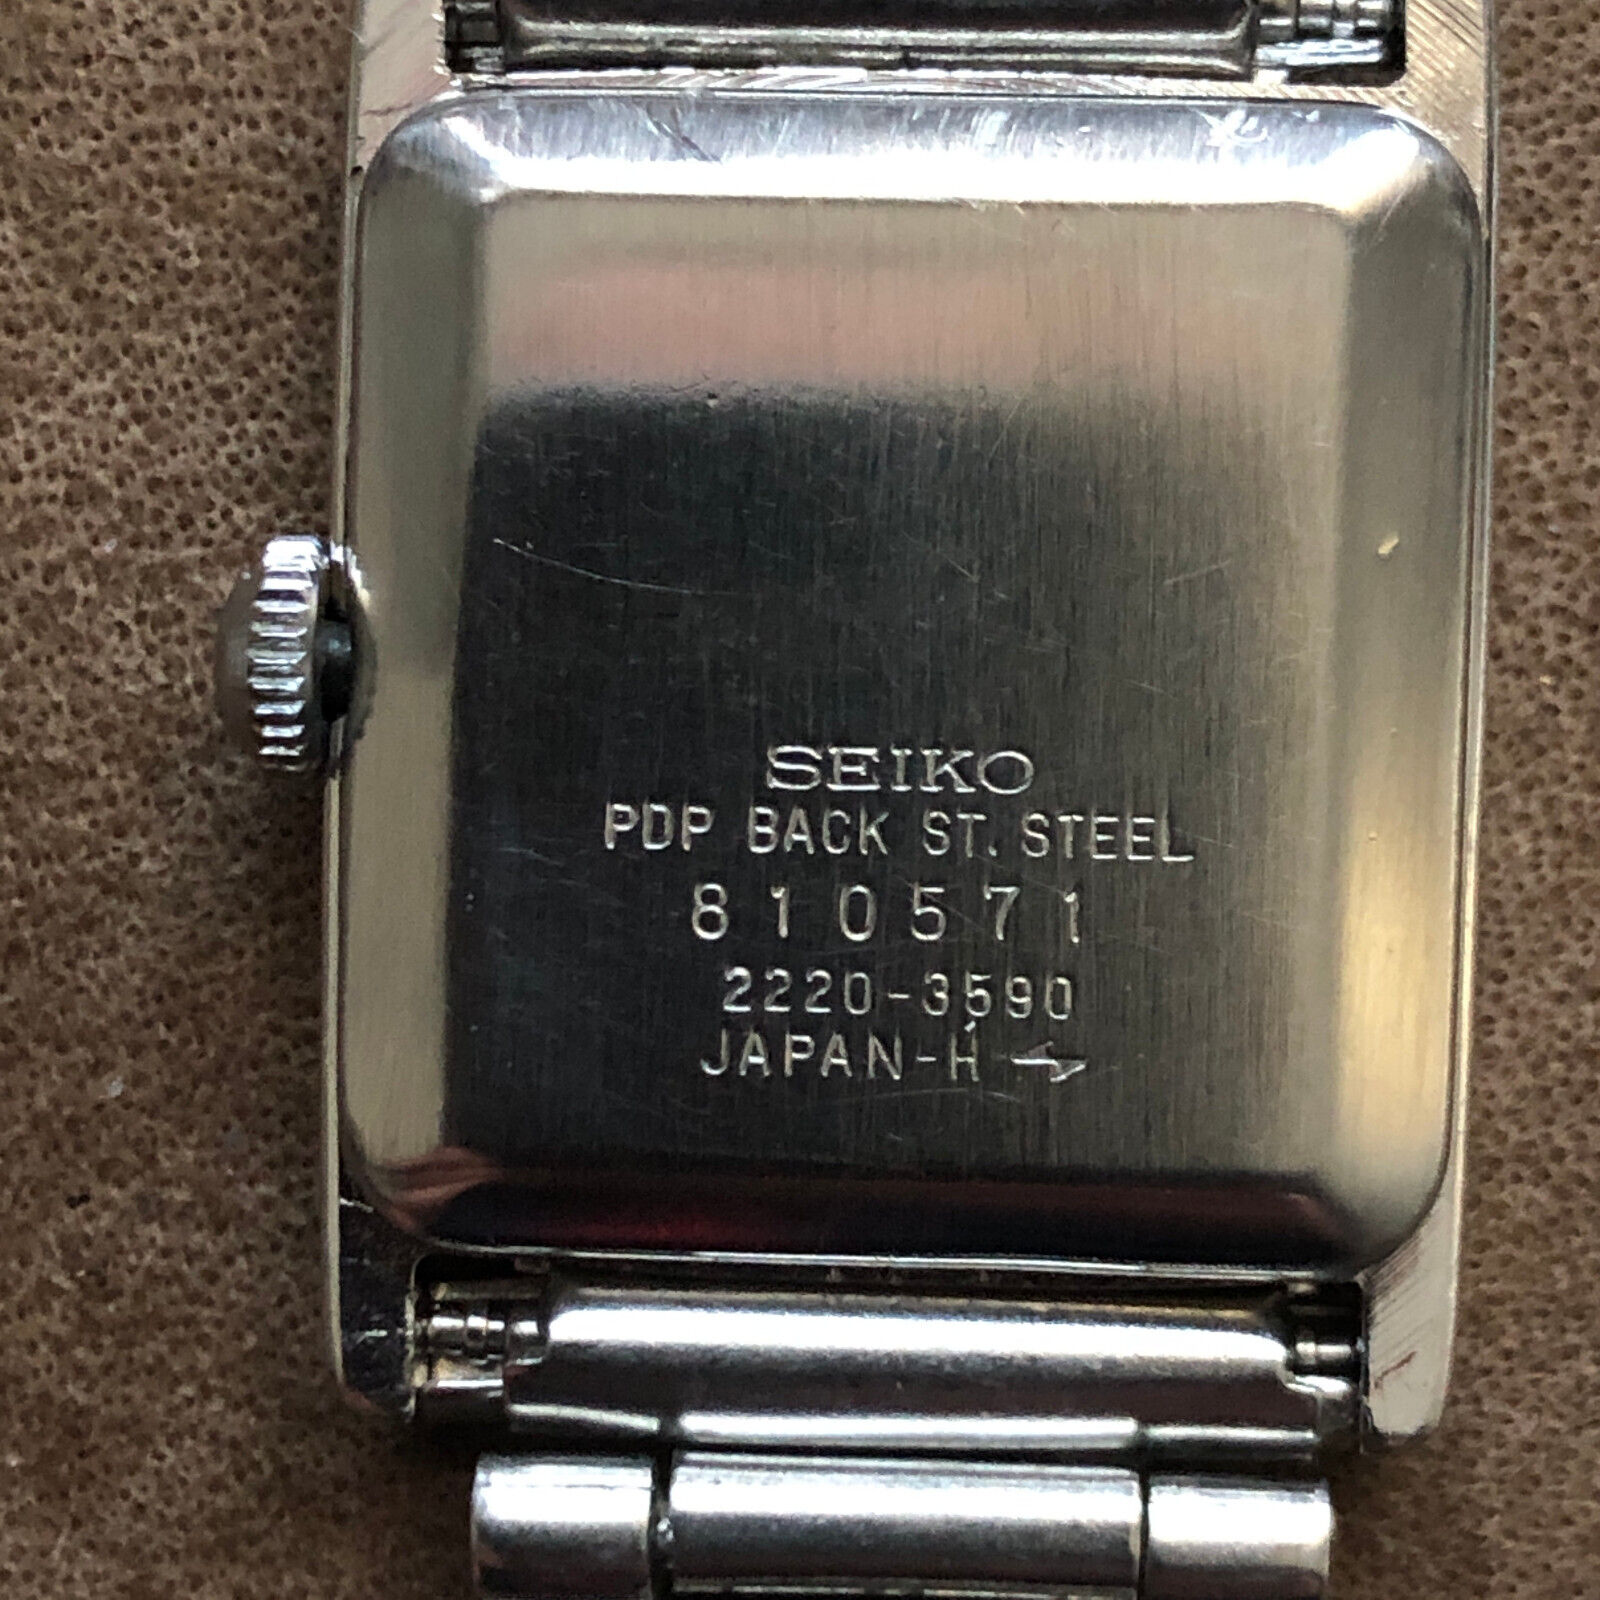 SEIKO
PDP BACK ST. STEEL
810571
2220-3590
JAPAN-H